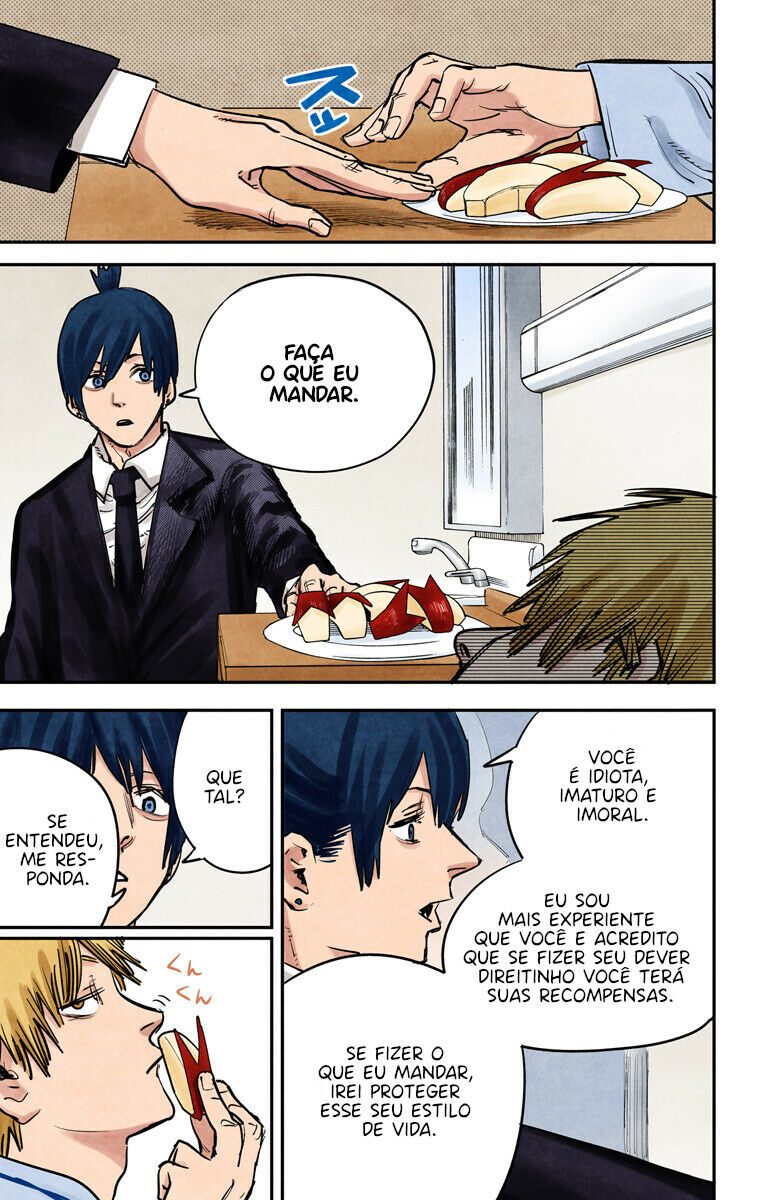 ズッ
FAÇA
O QUE EU
MANDAR.
VOCÊ
É IDIOTA,
IMATURO E
IMORAL.
EU SOU
MAIS EXPERIENTE
QUE VOCÊ E ACREDITO
QUE SE FIZER SEU DEVER
DIREITINHO VOCÊ TERÁ
SUAS RECOMPENSAS.
SE FIZER O
QUE EU MANDAR,
IREI PROTEGER
ESSE SEU ESTILO
DE VIDA.
QUE
TAL?
SE
ENTENDEU,
ME RES-
PONDA.
くん
くん